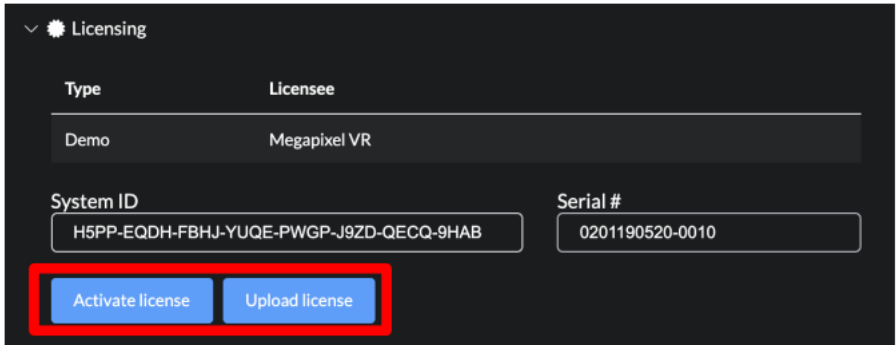 Licensing
Type Licensee
Demo Megapixel VR
System ID Serial #
H5PP-EQDH-FBHJ-YUQE-PWGP-J9ZD-QECQ-9HAB 0201190520-0010
Activate license Upload license